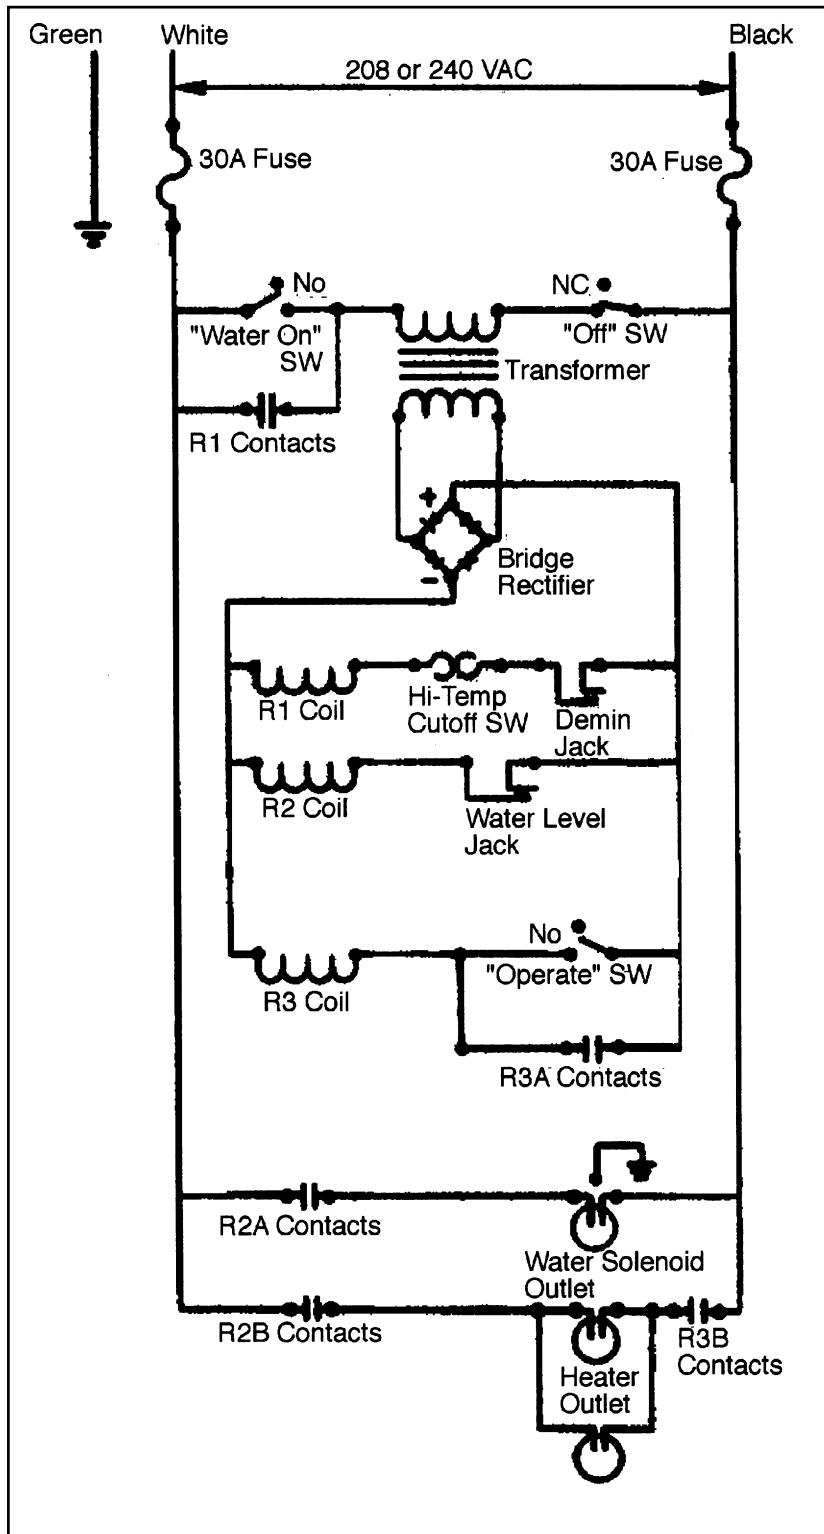 Green
White
Black
208 or 240 VAC
30A Fuse
30A Fuse
No
NC
"Water On"
SW
"Off" SW
Transformer
R1 Contacts
+
Bridge
Rectifier
−
R1 Coil
Hi-Temp
Cutoff SW
Demin
Jack
R2 Coil
Water Level
Jack
No
"Operate" SW
R3 Coil
R3A Contacts
R2A Contacts
Water Solenoid
Outlet
R2B Contacts
R3B
Contacts
Heater
Outlet